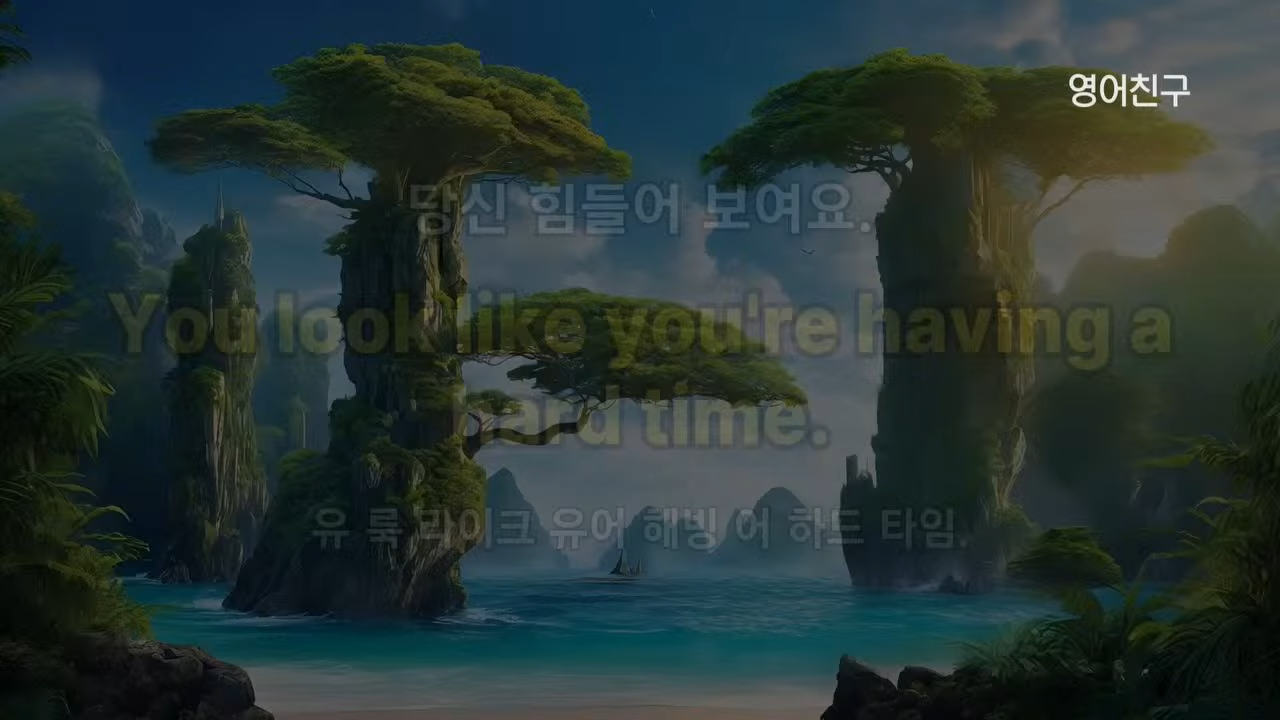 영어친구
당신 힘들어 보여요.
You look like you're having a
hard time.
유 룩 라이크 유어 해빙 어 하드 타임.